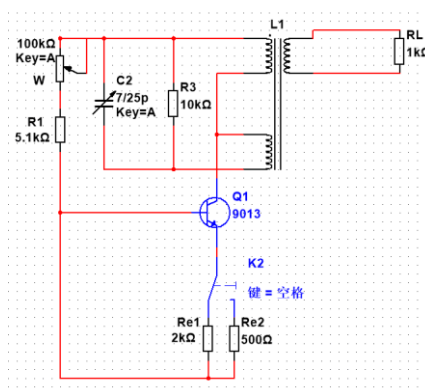 L1
100kΩ
Key=A
W
C2
7/25p
Key=A
R3
10kΩ
RL
1kΩ
R1
5.1kΩ
Q1
9013
K2
键 = 空格
Re1
2kΩ
Re2
500Ω